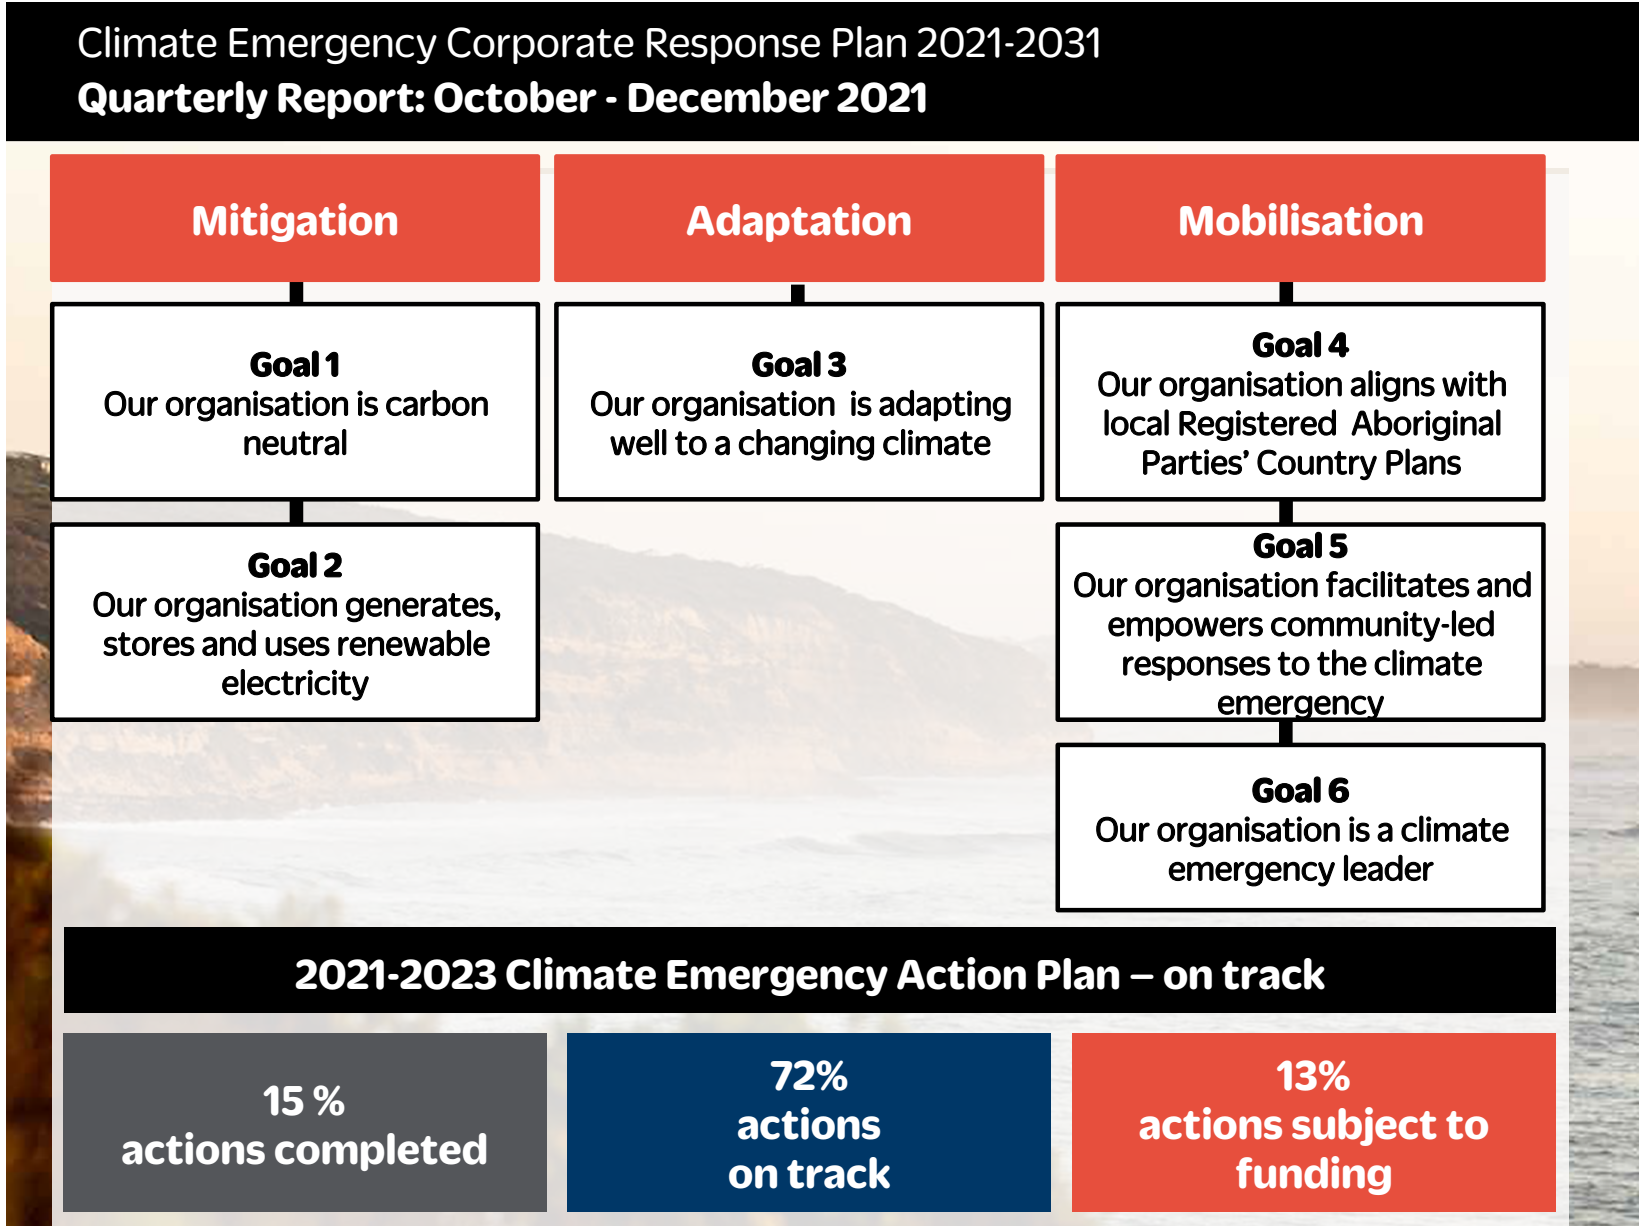 Climate Emergency Corporate Response Plan 2021-2031
Quarterly Report: October - December 2021
Mitigation
Adaptation
Mobilisation
Goal 1
Our organisation is carbon
neutral
Goal 2
Our organisation generates,
stores and uses renewable
electricity
Goal 3
Our organisation is adapting
well to a changing climate
Goal 4
Our organisation aligns with
local Registered Aboriginal
Parties’ Country Plans
Goal 5
Our organisation facilitates and
empowers community-led
responses to the climate
emergency
Goal 6
Our organisation is a climate
emergency leader
2021-2023 Climate Emergency Action Plan – on track
15 %
actions completed
72%
actions
on track
13%
actions subject to
funding